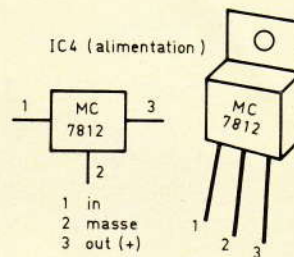 IC4 (alimentation)
1
MC
7812
3
2
1 in
2 masse
3 out (+)
MC
7812
1
2
3